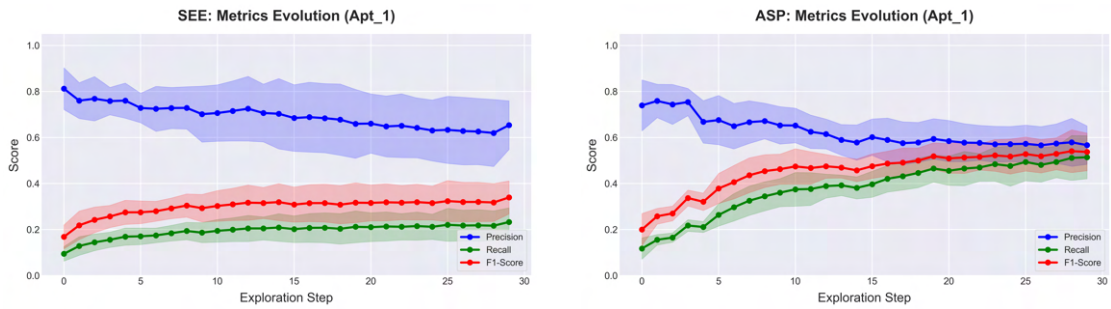 SEE: Metrics Evolution (Apt_1)
1.0
0.8
0.6
0.4
0.2
0.0
Score
0 5 10 15 20 25 30
Exploration Step
Precision
Recall
F1-Score
ASP: Metrics Evolution (Apt_1)
1.0
0.8
0.6
0.4
0.2
0.0
Score
0 5 10 15 20 25 30
Exploration Step
Precision
Recall
F1-Score